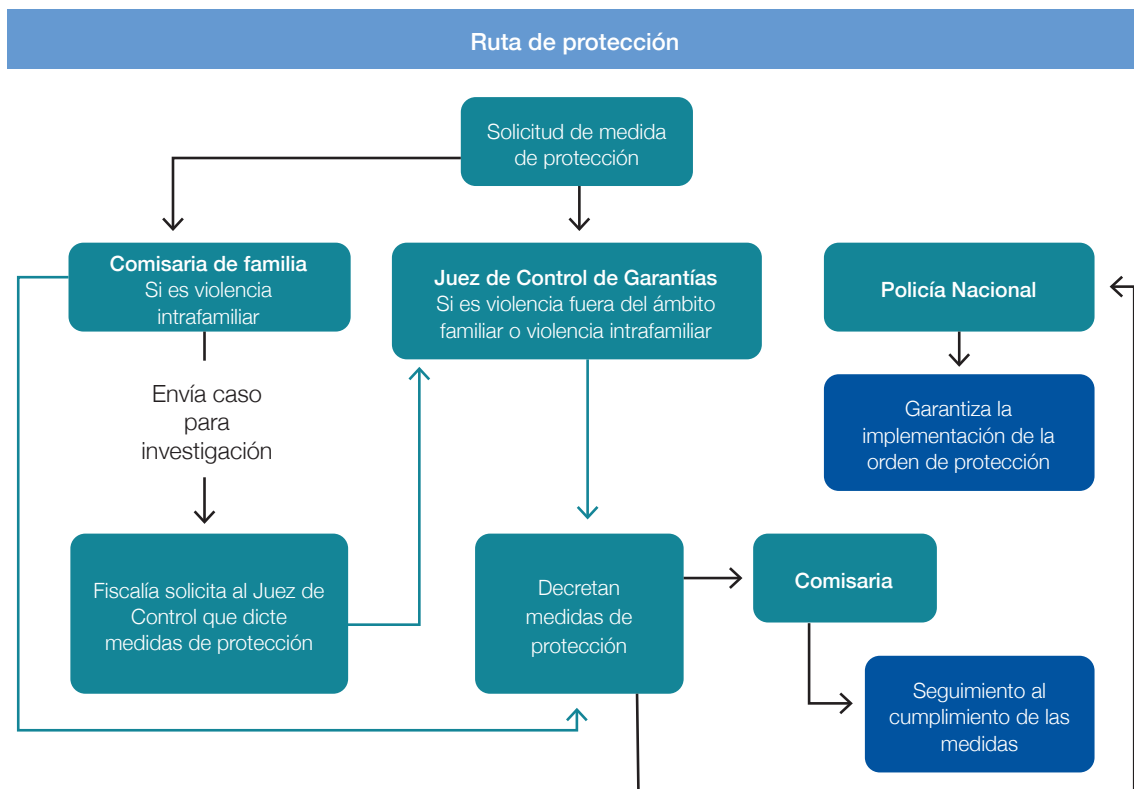 Ruta de protección
Solicitud de medida
de protección
Comisaria de familia
Si es violencia
intrafamiliar
Juez de Control de Garantías
Si es violencia fuera del ámbito
familiar o violencia intrafamiliar
Policía Nacional
Envía caso
para
investigación
Garantiza la
implementación de la
orden de protección
Fiscalía solicita al Juez de
Control que dicte
medidas de protección
Decretan
medidas de
protección
Comisaria
Seguimiento al
cumplimiento de las
medidas